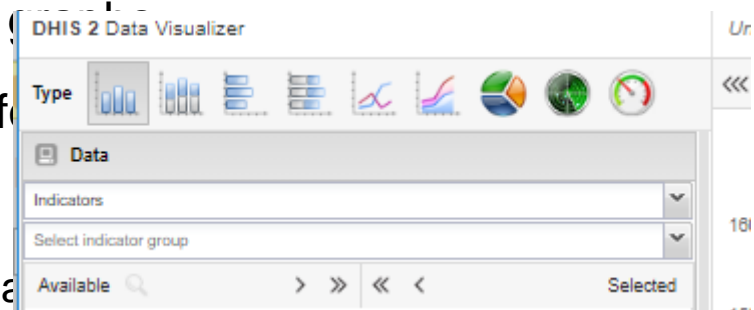 DHIS 2 Data Visualizer
Type
Data
Indicators
Select indicator group
Available
Selected